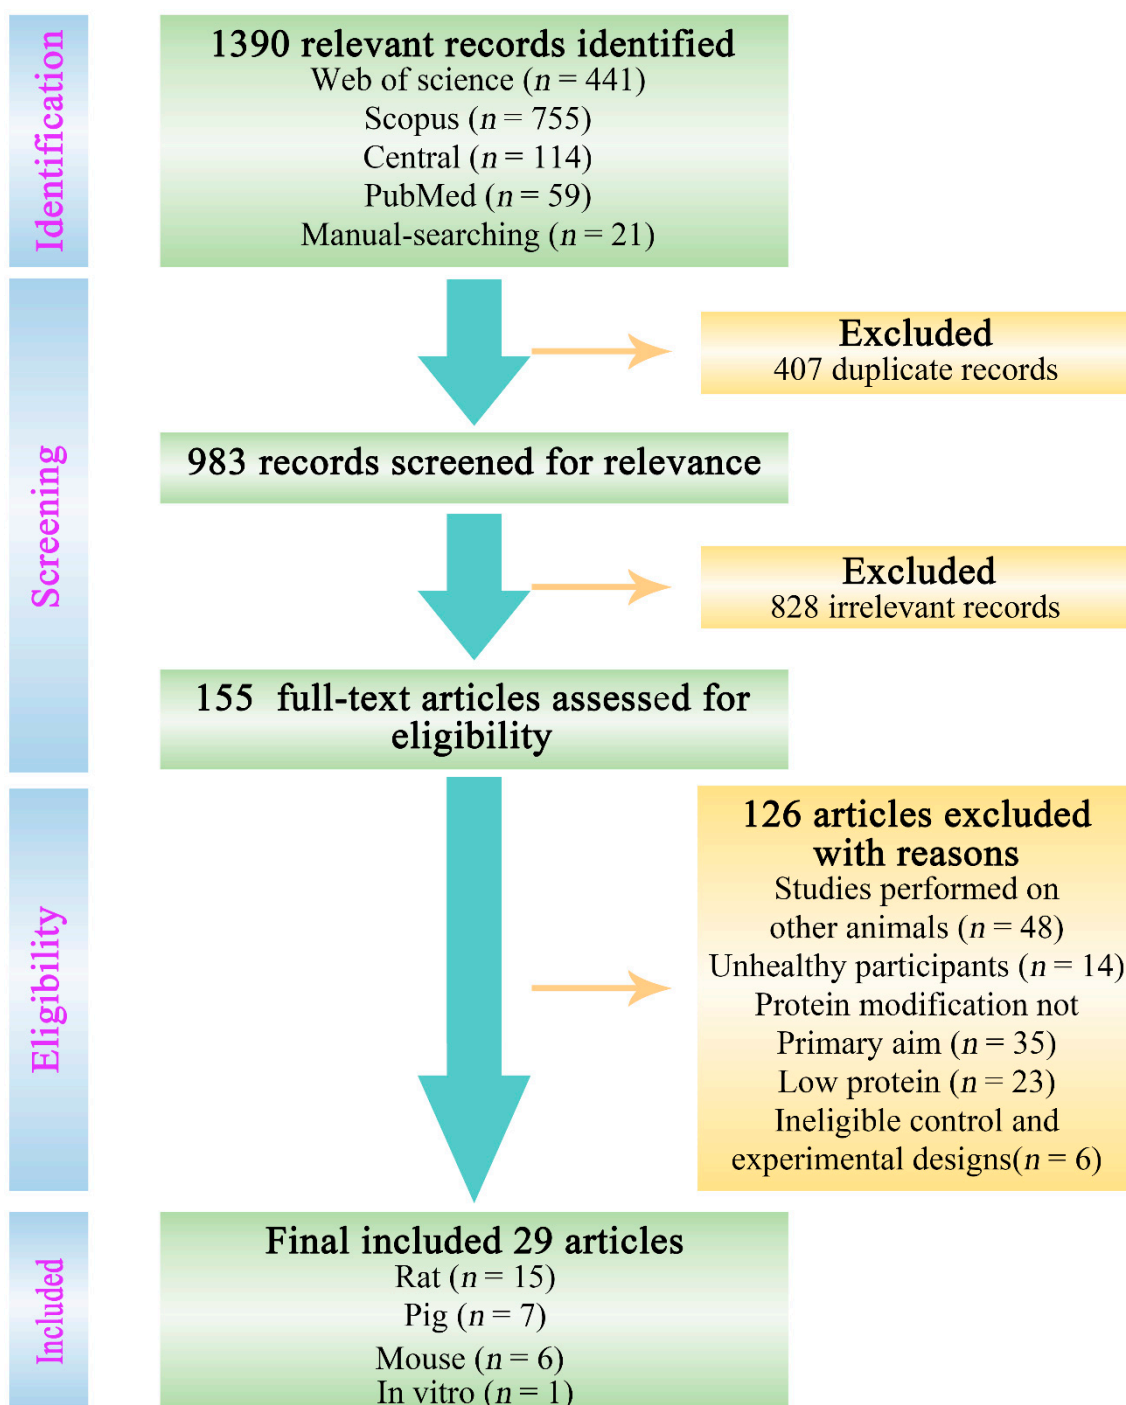 Identification
1390 relevant records identified
Web of science (n = 441)
Scopus (n = 755)
Central (n = 114)
PubMed (n = 59)
Manual-searching (n = 21)
Screening
Excluded
407 duplicate records
983 records screened for relevance
Excluded
828 irrelevant records
155 full-text articles assessed for
eligibility
Eligibility
126 articles excluded
with reasons
Studies performed on
other animals (n = 48)
Unhealthy participants (n = 14)
Protein modification not
Primary aim (n = 35)
Low protein (n = 23)
Ineligible control and
experimental designs(n = 6)
Included
Final included 29 articles
Rat (n = 15)
Pig (n = 7)
Mouse (n = 6)
In vitro (n = 1)